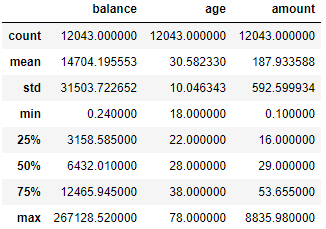 balance age amount
count 12043.000000 12043.000000 12043.000000
mean 14704.195553 30.582330 187.933588
std 31503.722652 10.046343 592.599934
min 0.240000 18.000000 0.100000
25% 3158.585000 22.000000 16.000000
50% 6432.010000 28.000000 29.000000
75% 12465.945000 38.000000 53.655000
max 267128.520000 78.000000 8835.980000